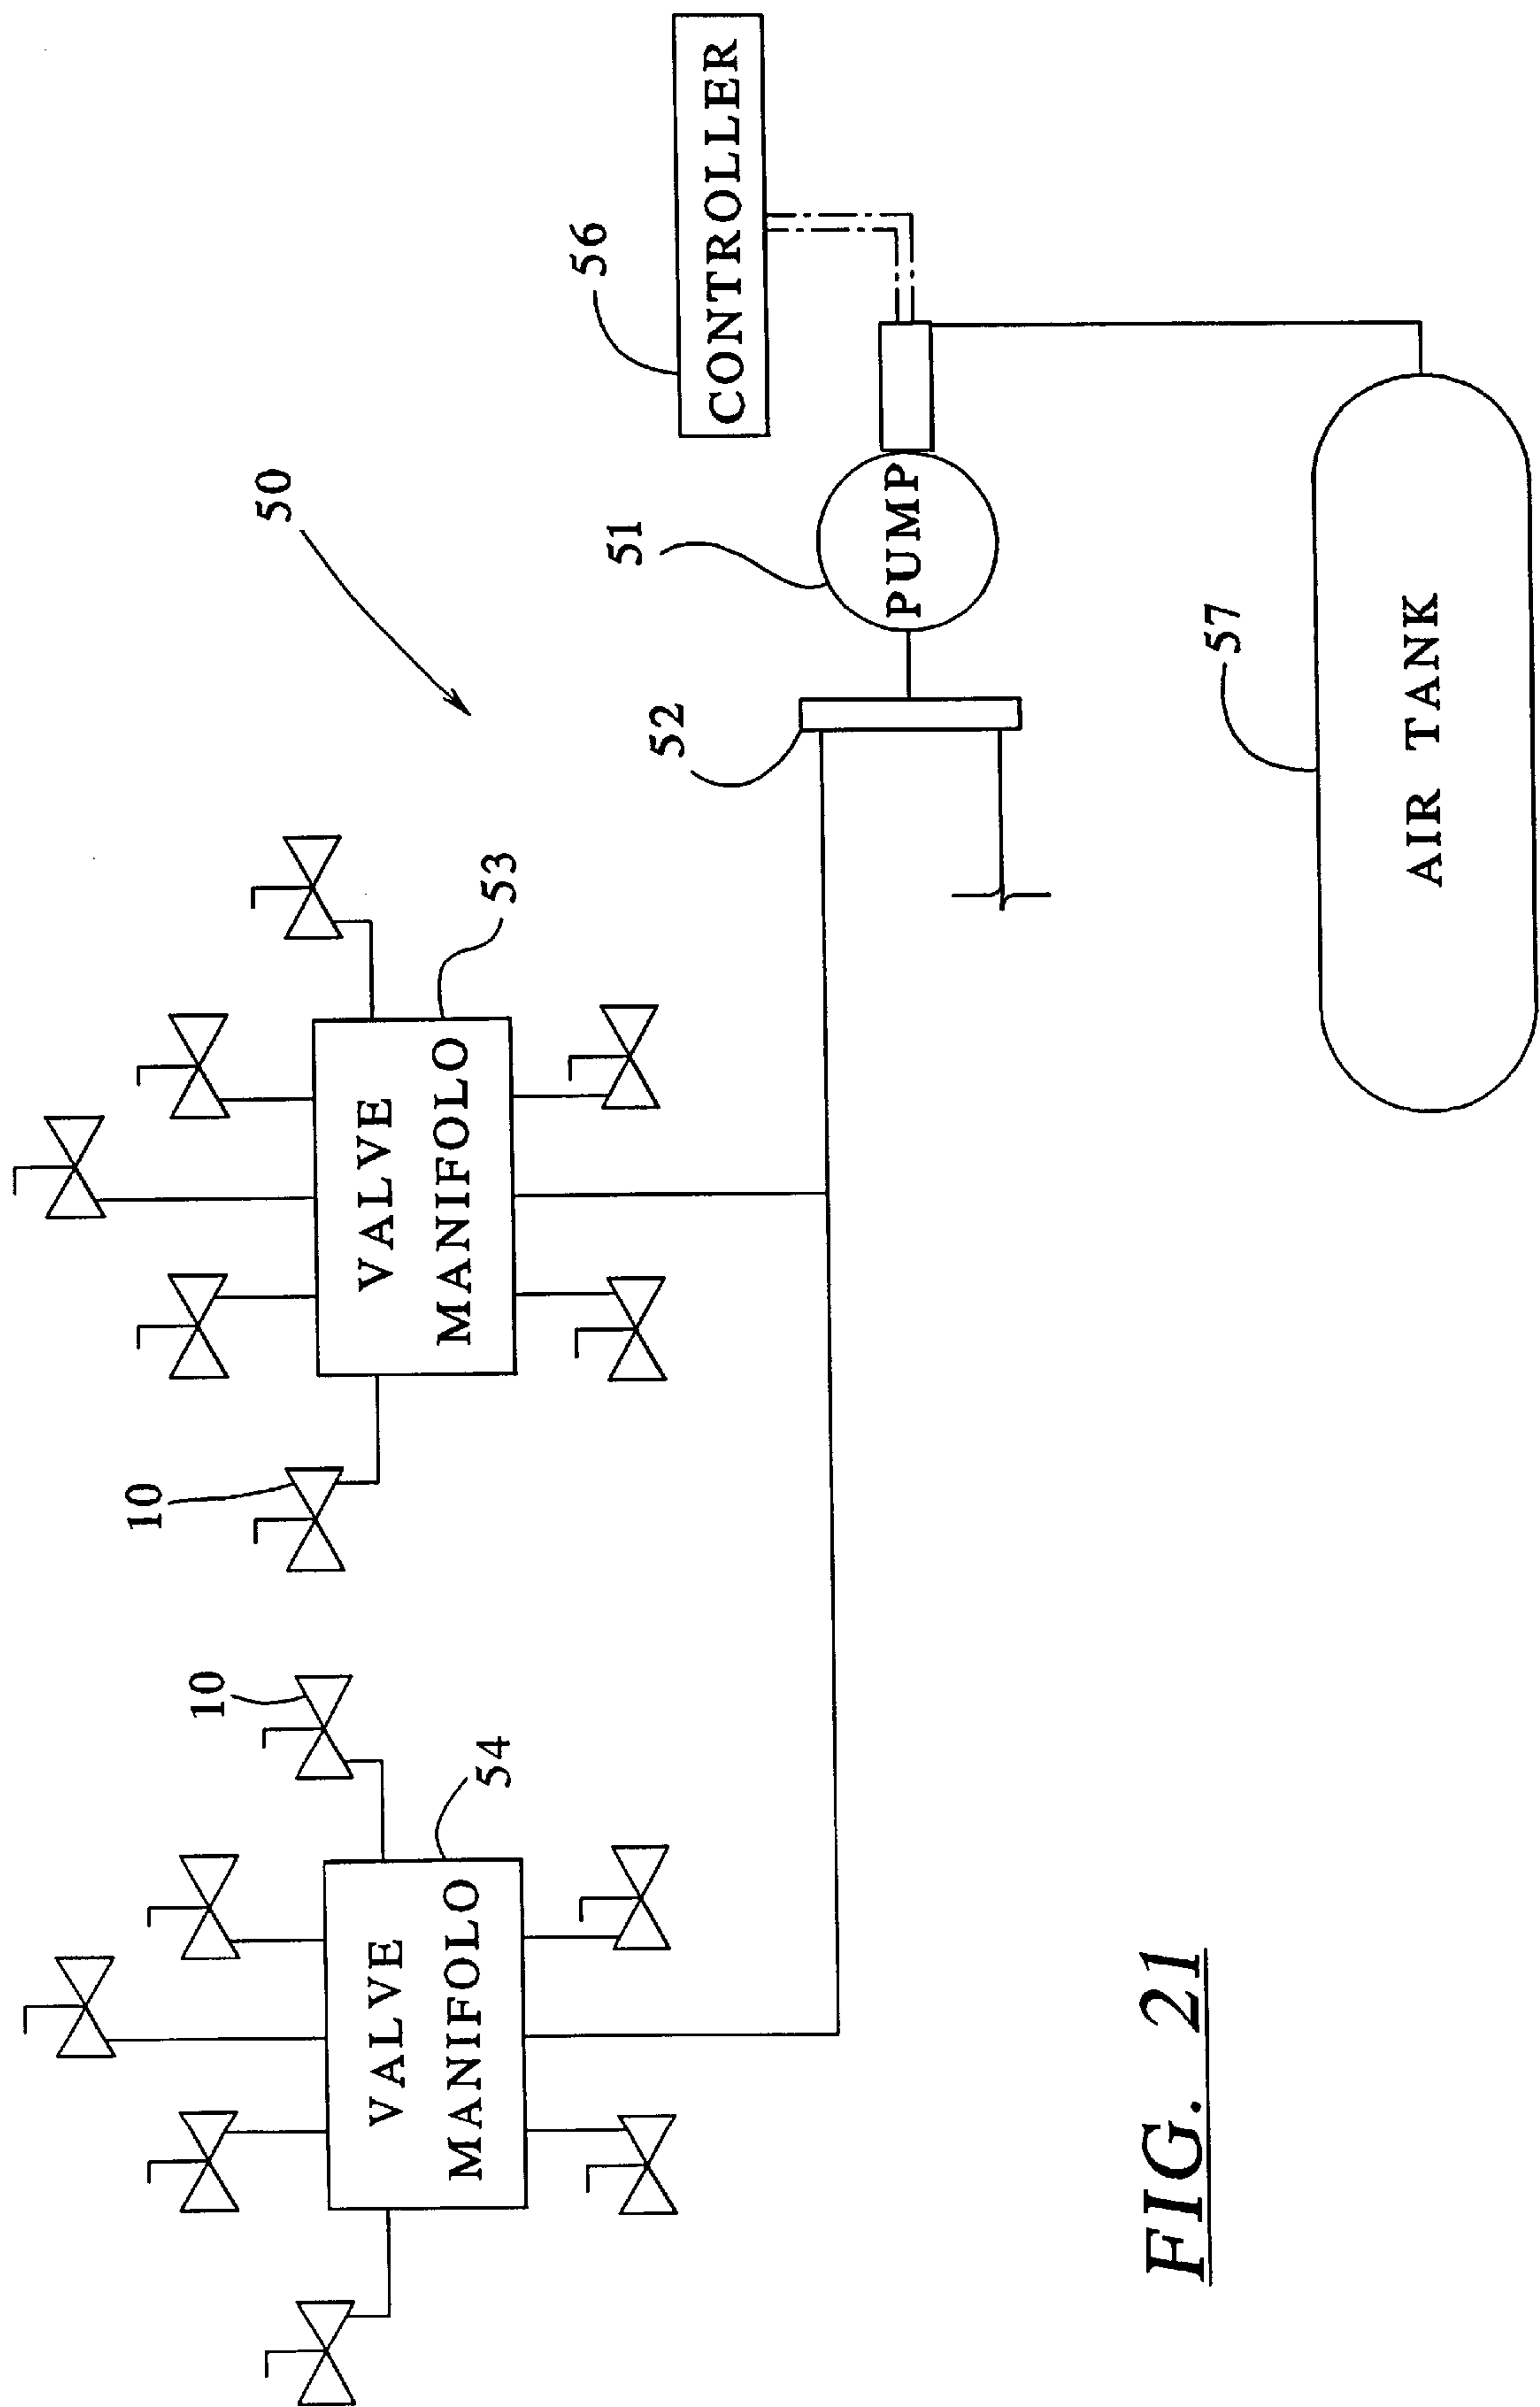 10
10
50
VALVE
MANIFOLO
54
VALVE
MANIFOLO
53
56
CONTROLLER
52
51
PUMP
57
AIR TANK
FIG. 21